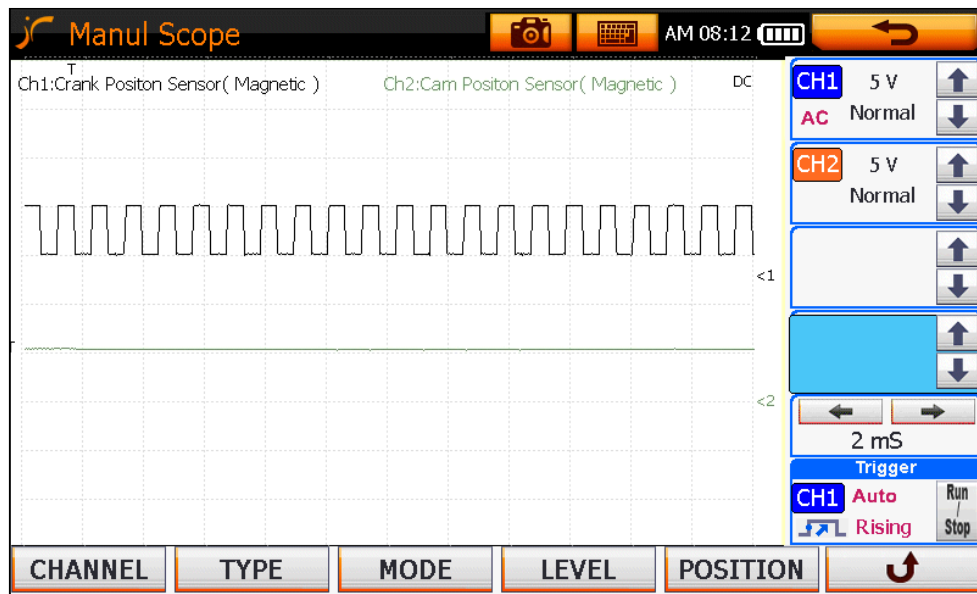 Manul Scope
AM 08:12
T
Ch1:Crank Positon Sensor( Magnetic )
Ch2:Cam Positon Sensor( Magnetic )
DC
CH1
5 V
AC
Normal
CH2
5 V
Normal
<1
<2
2 mS
Trigger
CH1
Auto
Rising
Run
/
Stop
CHANNEL
TYPE
MODE
LEVEL
POSITION